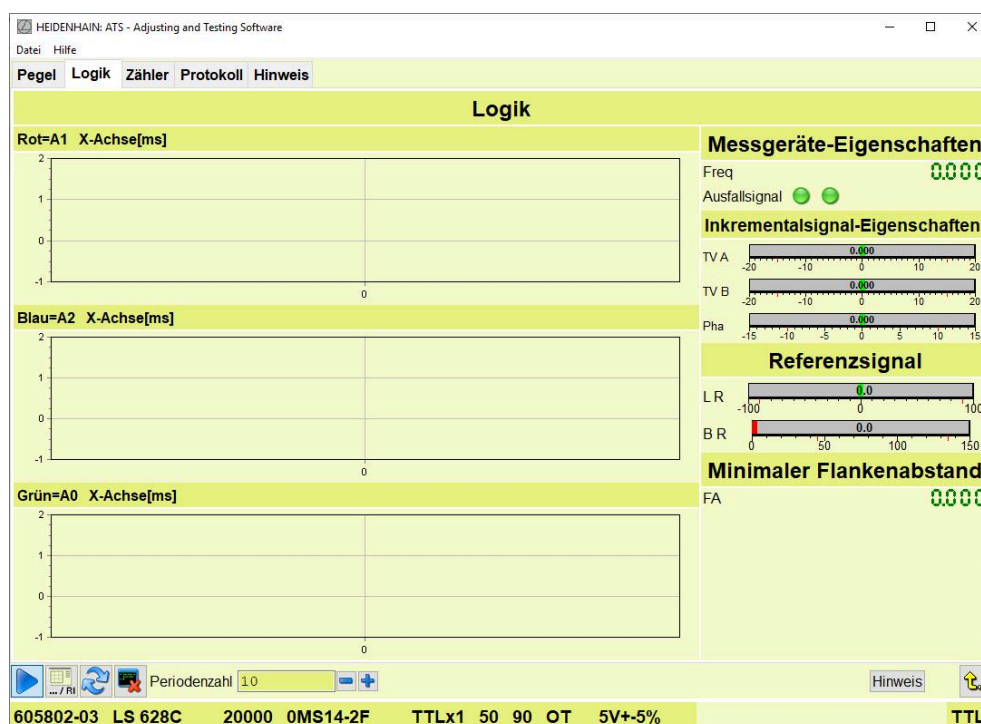 HEIDENHAIN: ATS - Adjusting and Testing Software
Datei Hilfe
Pegel Logik Zähler Protokoll Hinweis
Logik
Rot=A1 X-Achse[ms]
2
1
0
-1
0
Blau=A2 X-Achse[ms]
2
1
0
-1
0
Grün=A0 X-Achse[ms]
2
1
0
-1
0
Messgeräte-Eigenschaften
Freq 0.000
Ausfallsignal
Inkrementalsignal-Eigenschaften
TV A 0.000
-20 -10 0 10 20
TV B 0.000
-20 -10 0 10 20
Pha 0.000
-15 -10 -5 0 5 10 15
Referenzsignal
L R 0.0
-100 0 100
B R 0.0
0 50 100 150
Minimaler Flankenabstand
FA 0.000
... / RI Periodenzahl 10 Hinweis
605802-03 LS 628C 20000 0MS14-2F TTLx1 50 90 OT 5V+-5% TTL